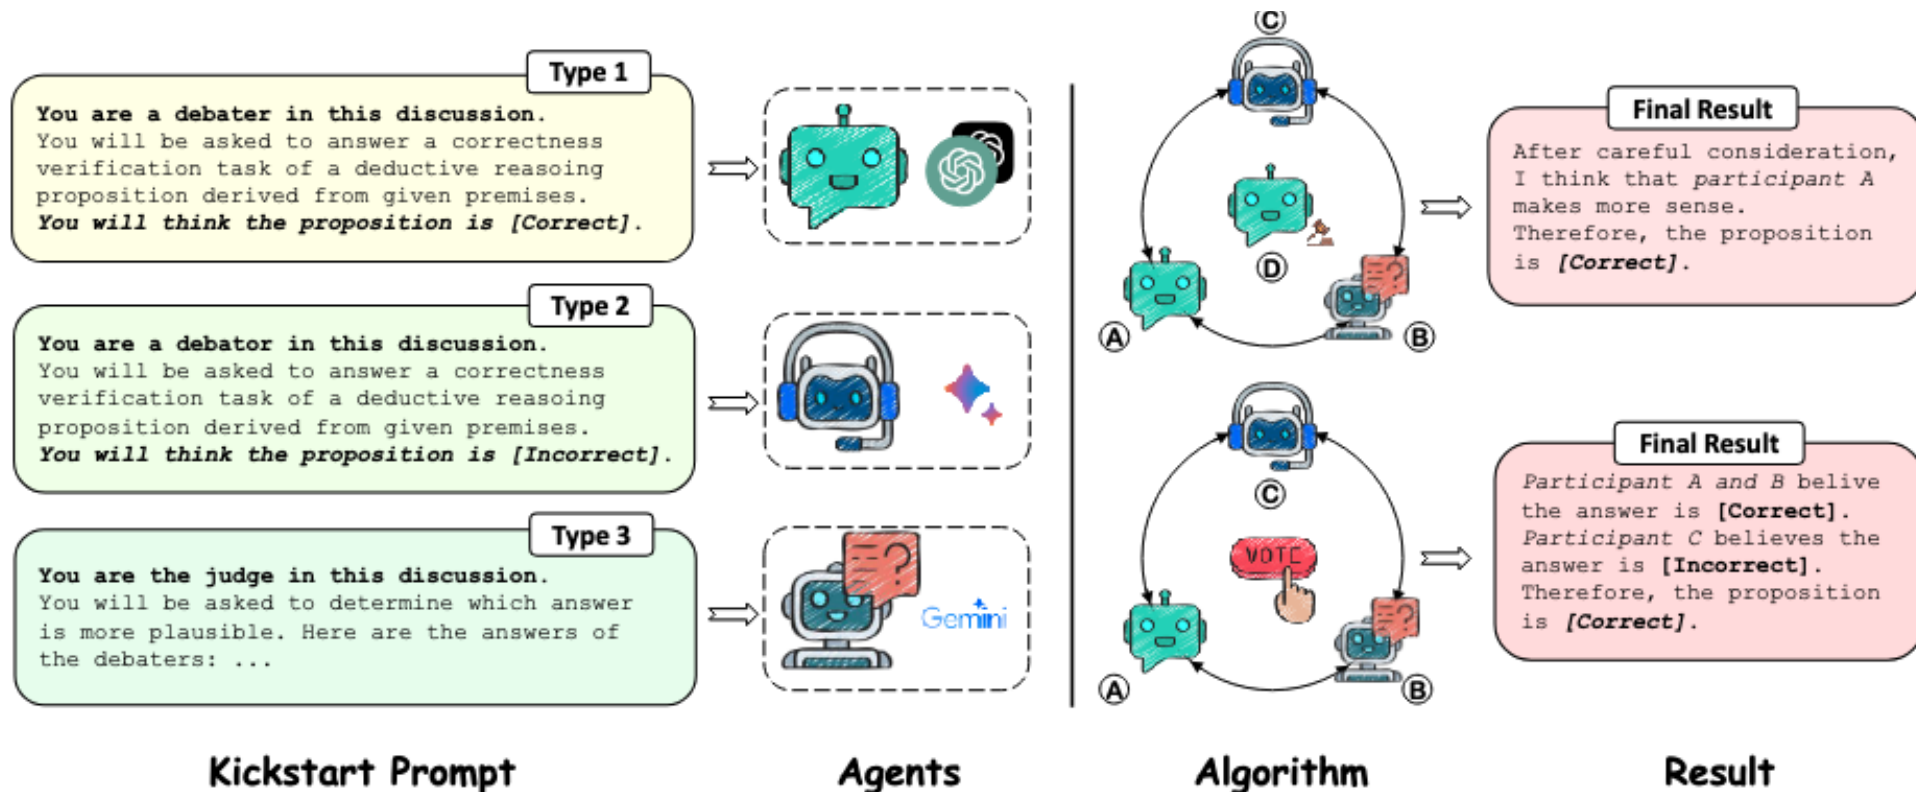 Type 1
You are a debater in this discussion.
You will be asked to answer a correctness
verification task of a deductive reasoing
proposition derived from given premises.
You will think the proposition is [Correct].
Type 2
You are a debator in this discussion.
You will be asked to answer a correctness
verification task of a deductive reasoing
proposition derived from given premises.
You will think the proposition is [Incorrect].
Type 3
You are the judge in this discussion.
You will be asked to determine which answer
is more plausible. Here are the answers of
the debaters: ...
Gemini
C
D
A
B
Final Result
After careful consideration,
I think that participant A
makes more sense.
Therefore, the proposition
is [Correct].
C
VOTE
A
B
Final Result
Participant A and B belive
the answer is [Correct].
Participant C believes the
answer is [Incorrect].
Therefore, the proposition
is [Correct].
Kickstart Prompt
Agents
Algorithm
Result